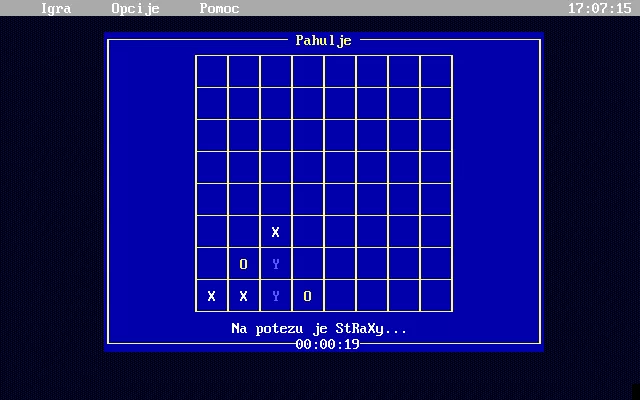 Igra Opcije Pomoc 17:07:15
Pahulje
X
O Y
X X Y O
Na potezu je StRaXy...
00:00:19